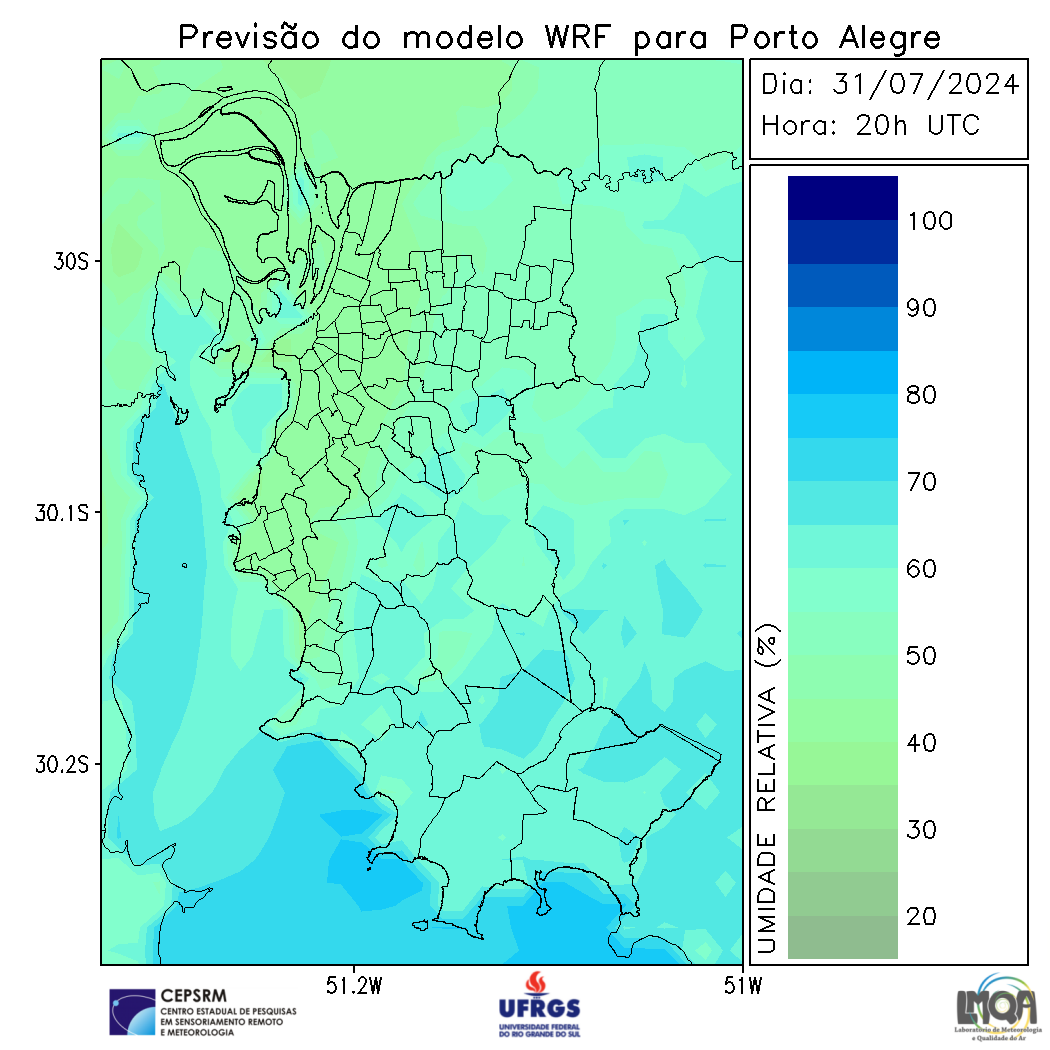 Previsão do modelo WRF para Porto Alegre
Dia: 31/07/2024
Hora: 20h UTC
100
90
80
70
60
50
40
30
20
UMIDADE RELATIVA (%)
30S
30.1S
30.2S
51.2W
51W
CEPSRM
CENTRO ESTADUAL DE PESQUISAS
EM SENSORIAMENTO REMOTO
E METEOROLOGIA
UFRGS
UNIVERSIDADE FEDERAL
DO RIO GRANDE DO SUL
LMQA
Laboratório de Meteorologia
e Qualidade do Ar